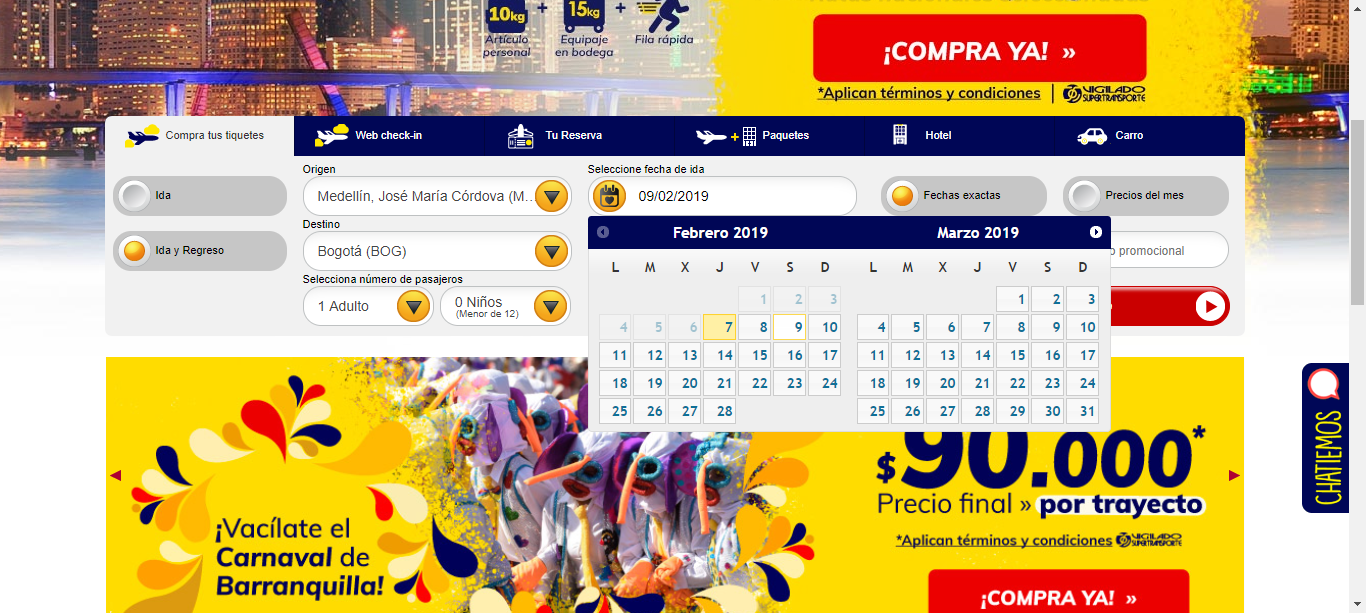 10kg + 15kg +
Artículo
personal
Equipaje
en bodega
Fila rápida
¡COMPRA YA! »
*Aplican términos y condiciones | VIGILADO
SUPERTRANSPORTE
Compra tus tiquetes
Web check-in
Tu Reserva
Paquetes
Hotel
Carro
Ida
Ida y Regreso
Origen
Medellín, José María Córdova (M...
Destino
Bogotá (BOG)
Selecciona número de pasajeros
1 Adulto
0 Niños
(Menor de 12)
Seleccione fecha de ida
09/02/2019
Fechas exactas
Precios del mes
o promocional
Febrero 2019
L M X J V S D
1 2 3
4 5 6 7 8 9 10
11 12 13 14 15 16 17
18 19 20 21 22 23 24
25 26 27 28
Marzo 2019
L M X J V S D
1 2 3
4 5 6 7 8 9 10
11 12 13 14 15 16 17
18 19 20 21 22 23 24
25 26 27 28 29 30 31
¡Vacílate el
Carnaval de
Barranquilla!
$90.000*
Precio final » por trayecto
*Aplican términos y condiciones VIGILADO
SUPERTRANSPORTE
¡COMPRA YA! »
CHATIEMOS